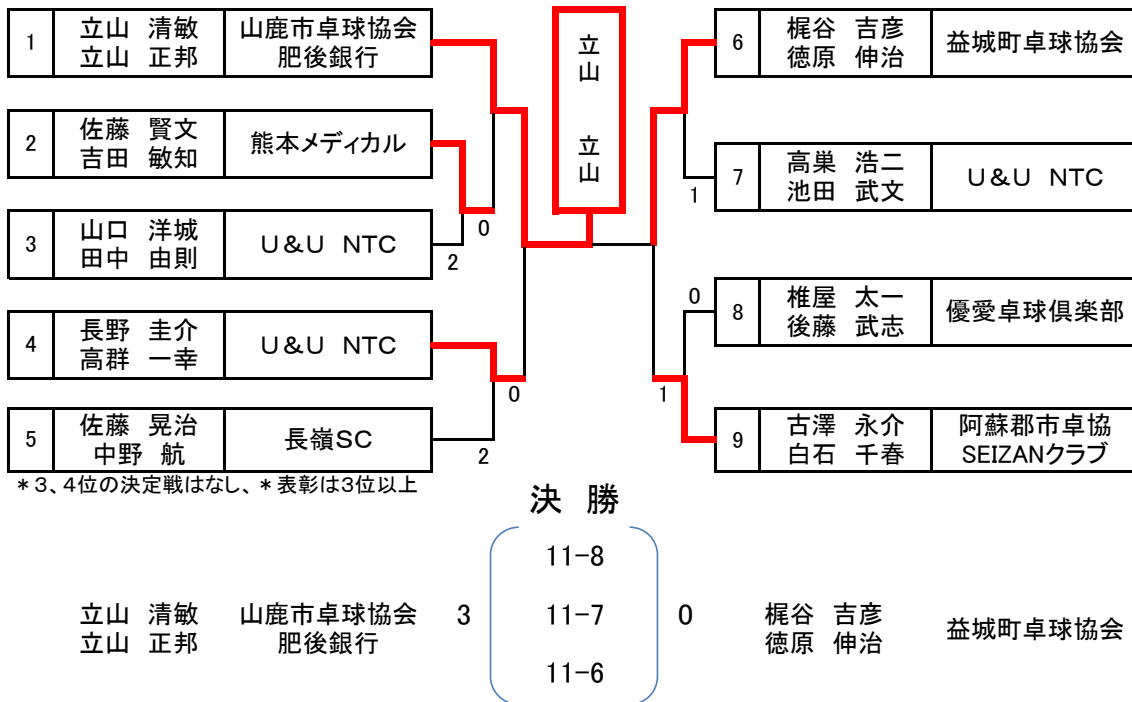 1 立山 清敏 山鹿市卓球協会
立山 正邦 肥後銀行
2 佐藤 賢文 熊本メディカル
吉田 敏知
0
3 山口 洋城 U&U NTC
田中 由則
2
4 長野 圭介 U&U NTC
高群 一幸
0
5 佐藤 晃治 長嶺SC
中野 航
2
立山
立山
6 梶谷 吉彦 益城町卓球協会
徳原 伸治
7 高巣 浩二 U&U NTC
池田 武文
1
0
8 椎屋 太一 優愛卓球倶楽部
後藤 武志
1
9 古澤 永介 阿蘇郡市卓協
白石 千春 SEIZANクラブ
*3、4位の決定戦はなし、*表彰は3位以上
決 勝
11-8
立山 清敏 山鹿市卓球協会 3 11-7 0 梶谷 吉彦 益城町卓球協会
立山 正邦 肥後銀行 徳原 伸治
11-6